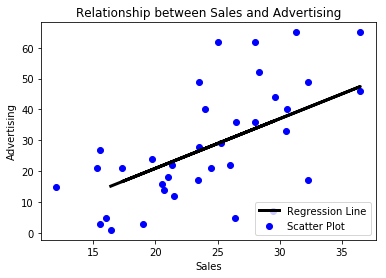 Relationship between Sales and Advertising
Advertising
60
50
40
30
20
10
0
15
20
25
30
35
Sales
Regression Line
Scatter Plot